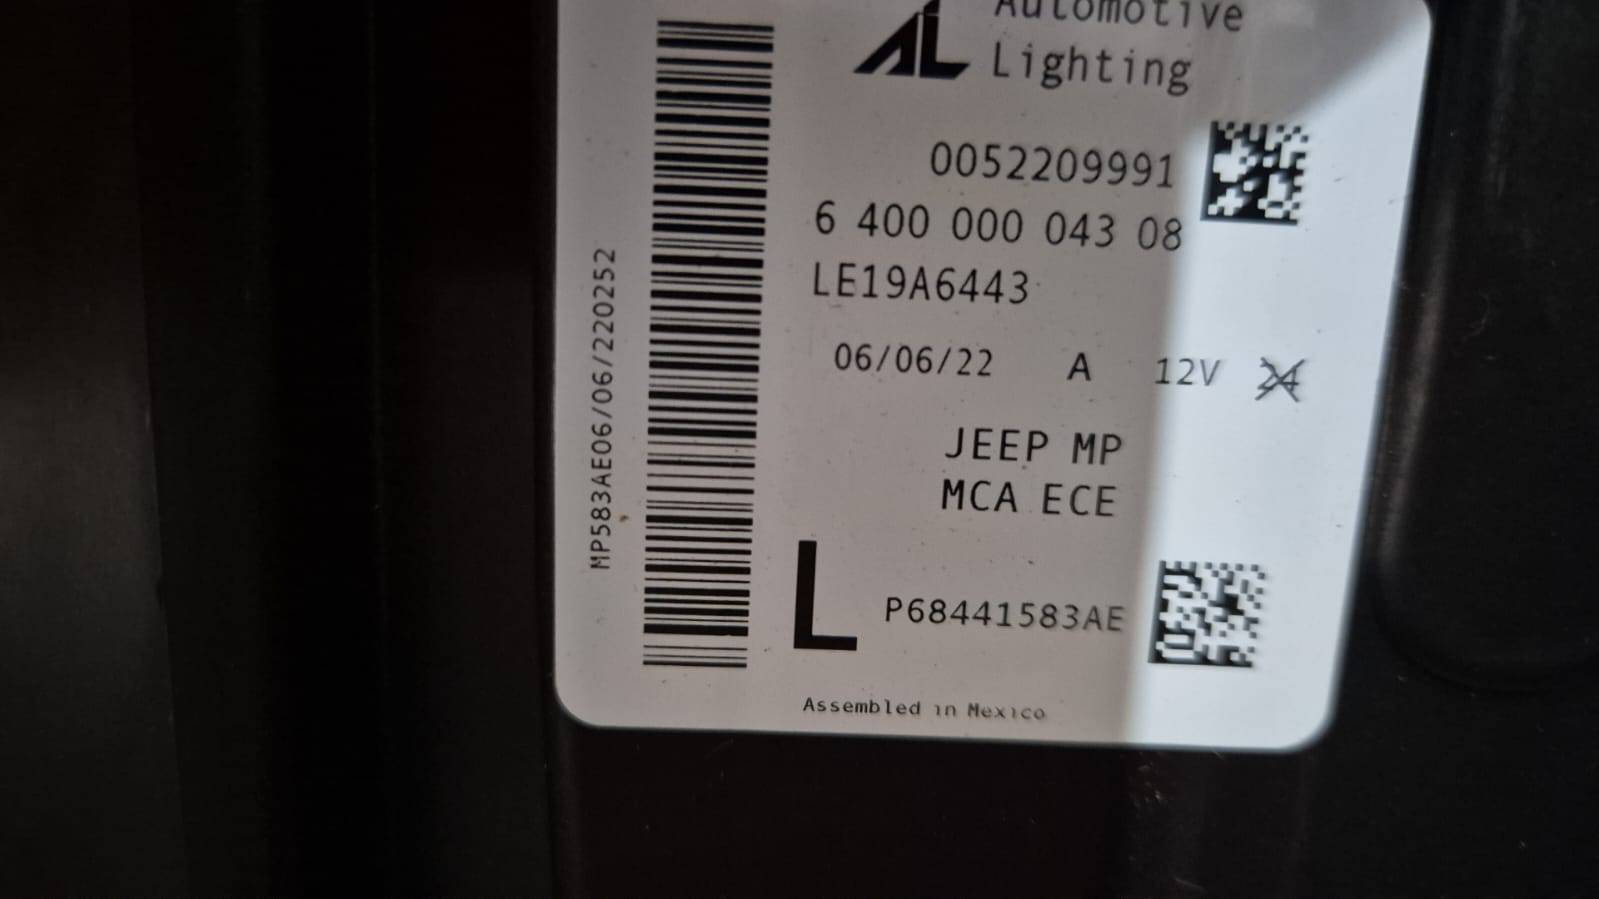 Automotive
Lighting
0052209991
6 400 000 043 08
LE19A6443
06/06/22 A 12V 24
JEEP MP
MCA ECE
L P68441583AE
Assembled in Mexico
MP583AE06/06/220252